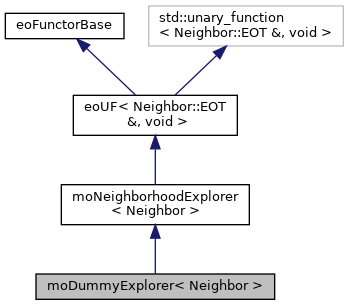 eoFunctorBase
std::unary_function
< Neighbor::EOT &, void >
eoUF< Neighbor::EOT
&, void >
moNeighborhoodExplorer
< Neighbor >
moDummyExplorer< Neighbor >